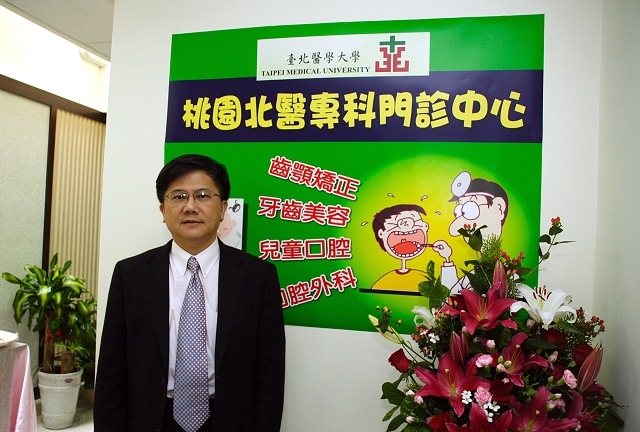 臺北醫學大學
TAIPEI MEDICAL UNIVERSITY
桃園北醫專科門診中心
齒顎矯正
牙齒美容
兒童口腔
口腔外科